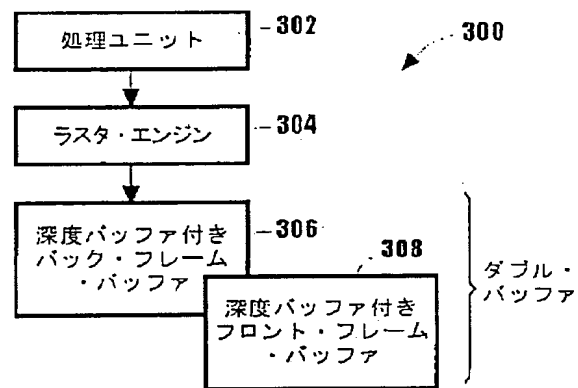 処理ユニット
302
300
ラスタ・エンジン
304
深度バッファ付き
バック・フレーム
・バッファ
306
308
深度バッファ付き
フロント・フレーム
・バッファ
ダブル・
バッファ